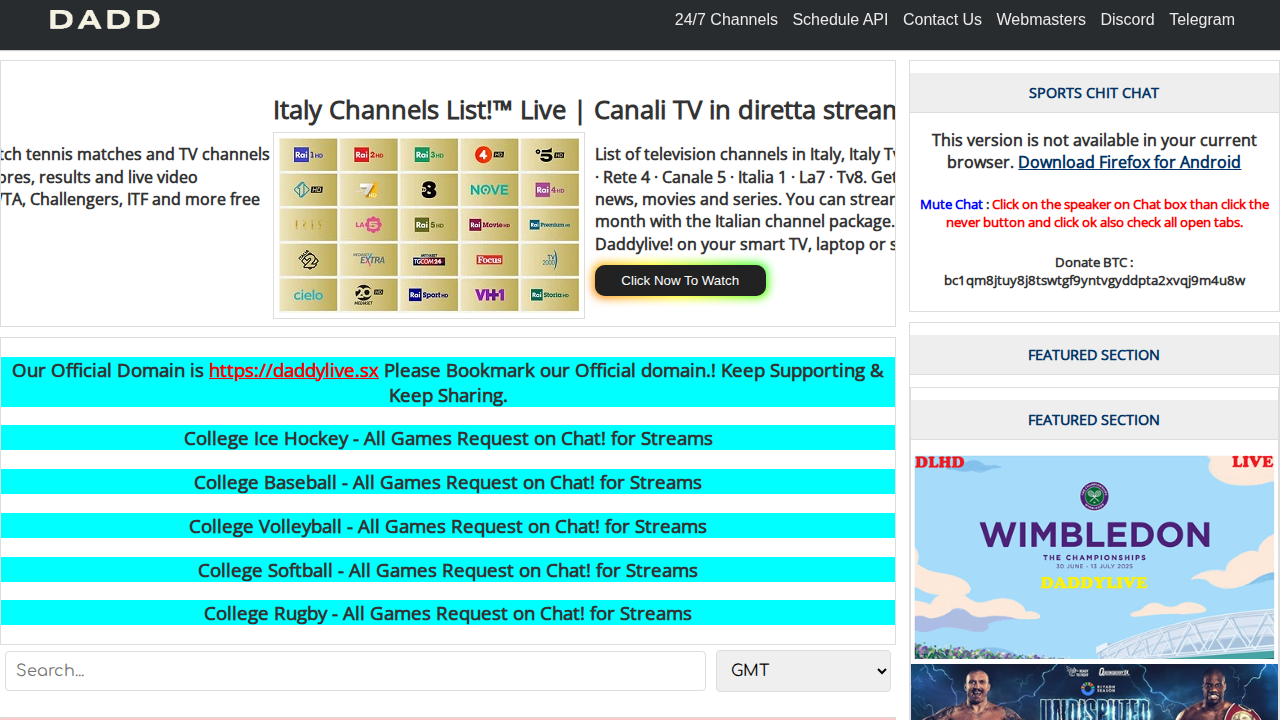 DADD
24/7 Channels Schedule API Contact Us Webmasters Discord Telegram
Italy Channels List!™ Live | Canali TV in diretta stream
tch tennis matches and TV channels
ores, results and live video
/TA, Challengers, ITF and more free
Rai 1 HD Rai 2 HD Rai 3 HD 4 HD 5 HD
HD 7 8 NOVE Rai 4 HD
LA 5 Rai 5 HD Rai Movie HD Rai Premium HD
2 MEDIASET EXTRA MEDIASET TGCOM24 Focus TV 2000
cielo 20 MEDIASET HD Rai Sport HD VH1 Rai Storia HD
List of television channels in Italy, Italy T
· Rete 4 · Canale 5 · Italia 1 · La7 · Tv8. Get
news, movies and series. You can stream
month with the Italian channel package.
Daddylive! on your smart TV, laptop or s
Click Now To Watch
Our Official Domain is https://daddylive.sx Please Bookmark our Official domain.! Keep Supporting &
Keep Sharing.
College Ice Hockey - All Games Request on Chat! for Streams
College Baseball - All Games Request on Chat! for Streams
College Volleyball - All Games Request on Chat! for Streams
College Softball - All Games Request on Chat! for Streams
College Rugby - All Games Request on Chat! for Streams
Search...
GMT
SPORTS CHIT CHAT
This version is not available in your current
browser. Download Firefox for Android
Mute Chat : Click on the speaker on Chat box than click the
never button and click ok also check all open tabs.
Donate BTC :
bc1qm8jtuy8j8tswtgf9yntvgyddpta2xvqj9m4u8w
FEATURED SECTION
FEATURED SECTION
DLHD LIVE
WIMBLEDON
THE CHAMPIONSHIPS
30 JUNE - 13 JULY 2025
DADDYLIVE
QUEENSBERRY
RIYADH SEASON
UNDISPUTED